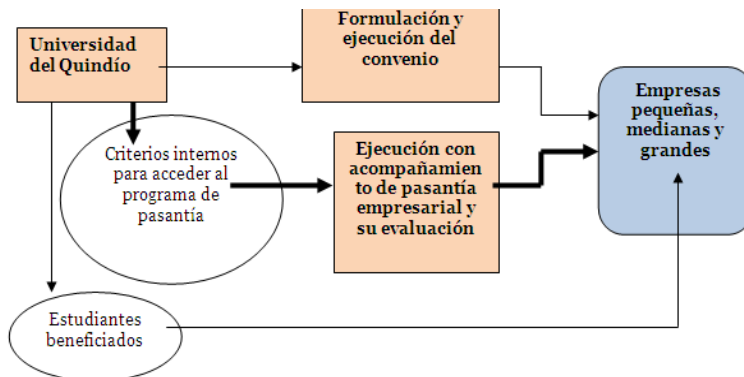 Universidad
del Quindío
Formulación y
ejecución del
convenio
Empresas
pequeñas,
medianas y
grandes
Criterios internos
para acceder al
programa de
pasantía
Ejecución con
acompañamien
to de pasantía
empresarial y
su evaluación
Estudiantes
beneficiados